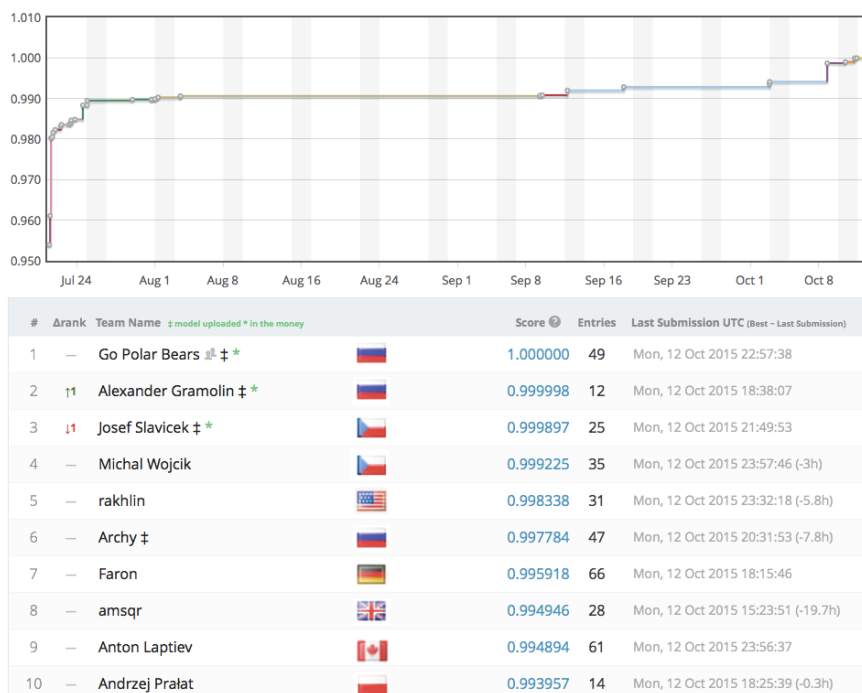 1.010
1.000
0.990
0.980
0.970
0.960
0.950
Jul 24 Aug 1 Aug 8 Aug 16 Aug 24 Sep 1 Sep 8 Sep 16 Sep 23 Oct 1 Oct 8
# Δrank Team Name ‡ model uploaded * in the money Score ? Entries Last Submission UTC (Best – Last Submission)
1 — Go Polar Bears ‡ * 1.000000 49 Mon, 12 Oct 2015 22:57:38
2 ↑1 Alexander Gramolin ‡ * 0.999998 12 Mon, 12 Oct 2015 18:38:07
3 ↓1 Josef Slavicek ‡ * 0.999897 25 Mon, 12 Oct 2015 21:49:53
4 — Michal Wojcik 0.999225 35 Mon, 12 Oct 2015 23:57:46 (-3h)
5 — rakhlin 0.998338 31 Mon, 12 Oct 2015 23:32:18 (-5.8h)
6 — Archy ‡ 0.997784 47 Mon, 12 Oct 2015 20:31:53 (-7.8h)
7 — Faron 0.995918 66 Mon, 12 Oct 2015 18:15:46
8 — amsqr 0.994946 28 Mon, 12 Oct 2015 15:23:51 (-19.7h)
9 — Anton Laptiev 0.994894 61 Mon, 12 Oct 2015 23:56:37
10 — Andrzej Prałat 0.993957 14 Mon, 12 Oct 2015 18:25:39 (-0.3h)